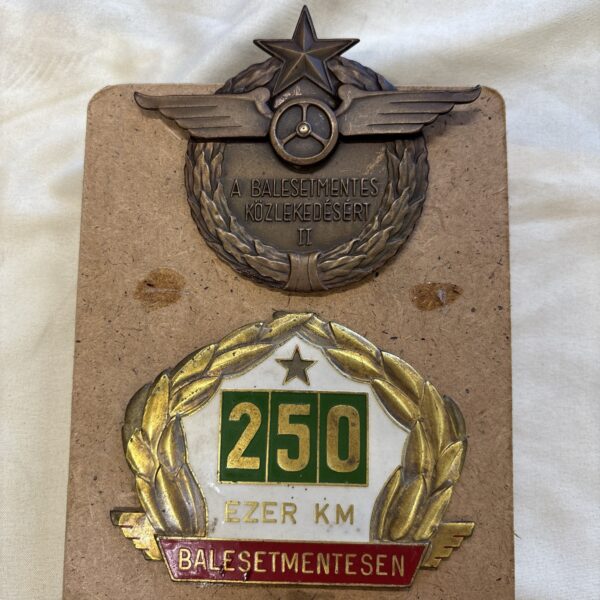 A BALESETMENTES
KÖZLEKEDÉSÉRT
II
250
EZER KM
BALESETMENTESEN